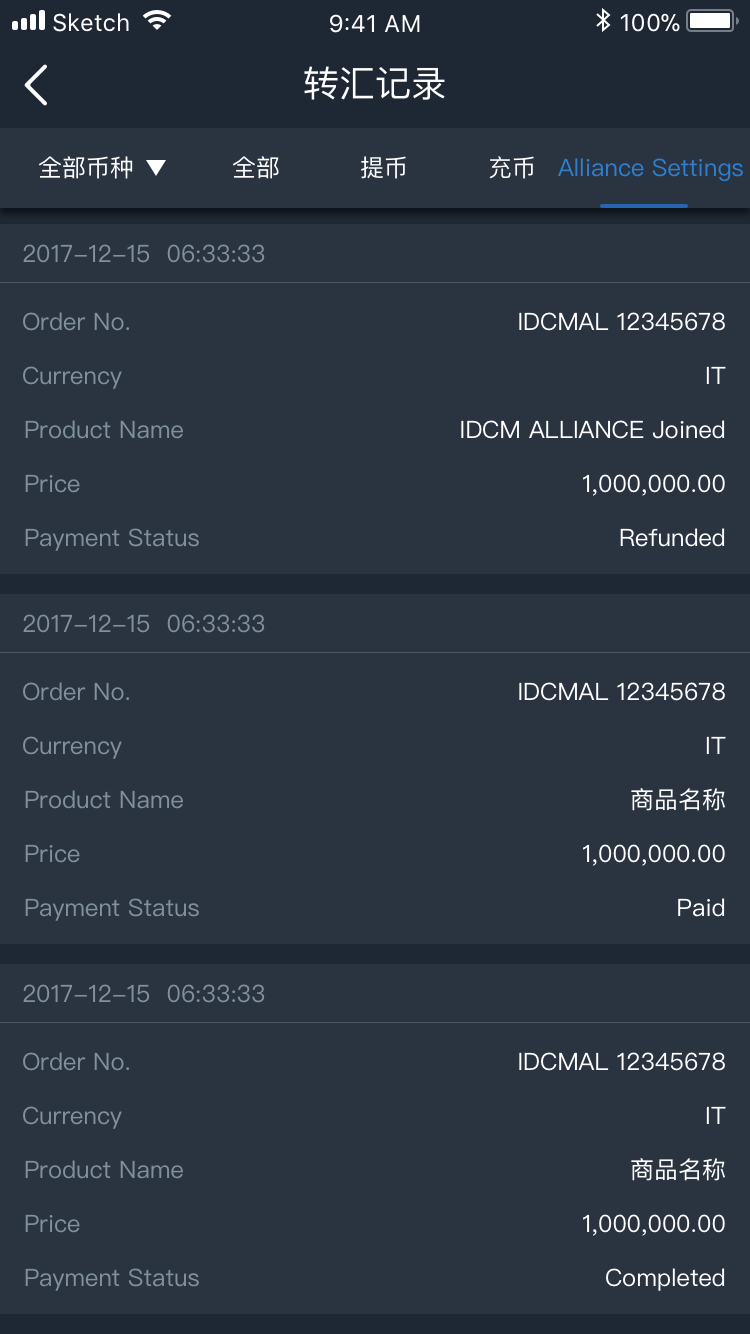 Sketch 9:41 AM 100%
转汇记录
全部币种 ▼ 全部 提币 充币 Alliance Settings
2017-12-15 06:33:33
Order No. IDCMAL 12345678
Currency IT
Product Name IDCM ALLIANCE Joined
Price 1,000,000.00
Payment Status Refunded
2017-12-15 06:33:33
Order No. IDCMAL 12345678
Currency IT
Product Name 商品名称
Price 1,000,000.00
Payment Status Paid
2017-12-15 06:33:33
Order No. IDCMAL 12345678
Currency IT
Product Name 商品名称
Price 1,000,000.00
Payment Status Completed